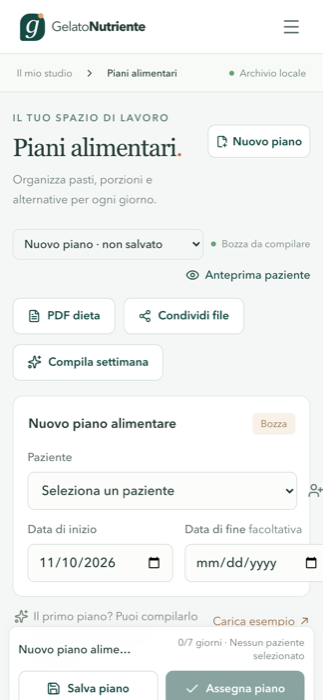 g GelatoNutriente
Il mio studio > Piani alimentari
Archivio locale
IL TUO SPAZIO DI LAVORO
Piani alimentari.
Nuovo piano
Organizza pasti, porzioni e
alternative per ogni giorno.
Nuovo piano · non salvato
Bozza da compilare
Anteprima paziente
PDF dieta
Condividi file
Compila settimana
Nuovo piano alimentare
Bozza
Paziente
Seleziona un paziente
Data di inizio
Data di fine facoltativa
11/10/2026
mm/dd/yyyy
Il primo piano? Puoi compilarlo
Carica esempio ↗
Nuovo piano alime...
0/7 giorni · Nessun paziente
selezionato
Salva piano
Assegna piano